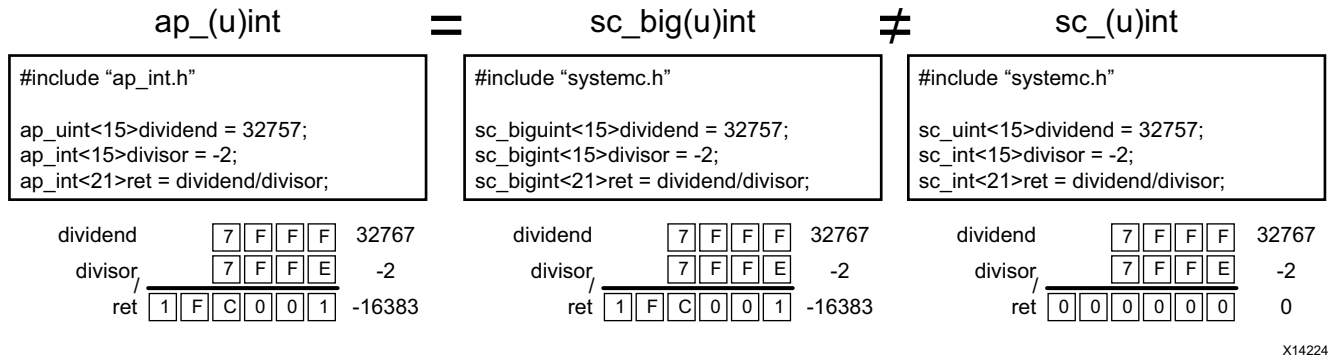 ap_(u)int = sc_big(u)int ≠ sc_(u)int
#include “ap_int.h”
ap_uint<15>dividend = 32757;
ap_int<15>divisor = -2;
ap_int<21>ret = dividend/divisor;
#include “systemc.h”
sc_biguint<15>dividend = 32757;
sc_bigint<15>divisor = -2;
sc_bigint<21>ret = dividend/divisor;
#include “systemc.h”
sc_uint<15>dividend = 32757;
sc_int<15>divisor = -2;
sc_int<21>ret = dividend/divisor;
dividend 7 F F F 32767
divisor 7 F F E -2
/
ret 1 F C 0 0 1 -16383
dividend 7 F F F 32767
divisor 7 F F E -2
/
ret 1 F C 0 0 1 -16383
dividend 7 F F F 32767
divisor 7 F F E -2
/
ret 0 0 0 0 0 0 0
X14224